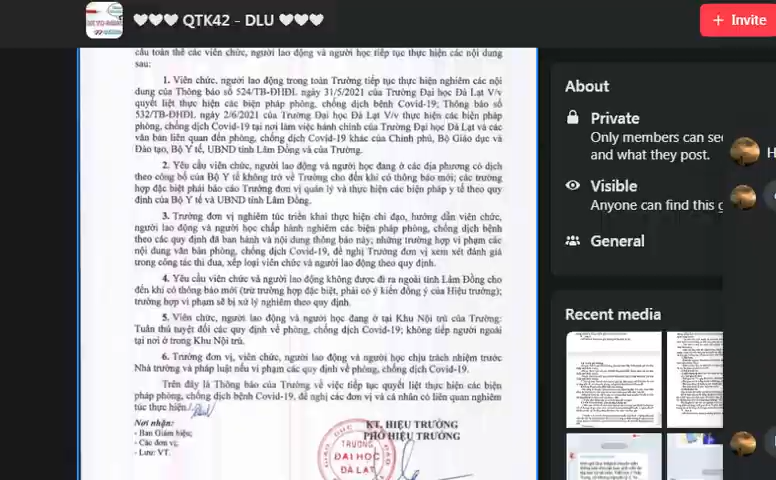 ♥♥♥ QTK42 - DLU ♥♥♥
+ Invite
cầu toàn thể các viên chức, người lao động và người học tiếp tục thực hiện các nội dung
sau:
1. Viên chức, người lao động trong toàn Trường tiếp tục thực hiện nghiêm các nội
dung của Thông báo số 524/TB-ĐHĐL ngày 31/5/2021 của Trường Đại học Đà Lạt V/v
quyết liệt thực hiện các biện pháp phòng, chống dịch bệnh Covid-19; Thông báo số
532/TB-ĐHĐL ngày 2/6/2021 của Trường Đại học Đà Lạt V/v thực hiện các biện pháp
phòng, chống dịch Covid-19 tại nơi làm việc hành chính của Trường Đại học Đà Lạt và các
văn bản liên quan đến phòng, chống dịch Covid-19 khác của Chính phủ, Bộ Giáo dục và
Đào tạo, Bộ Y tế, UBND tỉnh Lâm Đồng và của Trường.
2. Yêu cầu viên chức, người lao động và người học đang ở các địa phương có dịch
theo công bố của Bộ Y tế không trở về Trường cho đến khi có thông báo mới; các trường
hợp đặc biệt phải báo cáo Trưởng đơn vị quản lý và thực hiện các biện pháp y tế theo quy
định của Bộ Y tế và UBND tỉnh Lâm Đồng.
3. Trưởng đơn vị nghiêm túc triển khai thực hiện chỉ đạo, hướng dẫn viên chức,
người lao động và người học chấp hành nghiêm các biện pháp phòng, chống dịch bệnh
theo các quy định đã ban hành và nội dung thông báo này; những trường hợp vi phạm các
nội dung văn bản phòng, chống dịch Covid-19, đề nghị Trưởng đơn vị xem xét đánh giá
trong công tác thi đua, xếp loại viên chức và người lao động theo quy định.
4. Yêu cầu viên chức và người lao động không được đi ra ngoài tỉnh Lâm Đồng cho
đến khi có thông báo mới (trừ trường hợp đặc biệt, phải có ý kiến đồng ý của Hiệu trưởng);
trường hợp vi phạm sẽ bị xử lý nghiêm theo quy định.
5. Viên chức, người lao động và người học đang ở tại Khu Nội trú của Trường:
Tuân thủ tuyệt đối các quy định về phòng, chống dịch Covid-19; không tiếp người ngoài
tại nơi ở trong Khu Nội trú.
6. Trưởng đơn vị, viên chức, người lao động và người học chịu trách nhiệm trước
Nhà trường và pháp luật nếu vi phạm các quy định về phòng, chống dịch Covid-19.
Trên đây là Thông báo của Trường về việc tiếp tục quyết liệt thực hiện các biện
pháp phòng, chống dịch bệnh Covid-19, đề nghị các đơn vị và cá nhân có liên quan nghiêm
túc thực hiện./.
Nơi nhận:
- Ban Giám hiệu;
- Các đơn vị;
- Lưu: VT.
KT. HIỆU TRƯỞNG
PHÓ HIỆU TRƯỞNG
TRƯỜNG
ĐẠI HỌC
ĐÀ LẠT
About
Private
Only members can see
and what they post.
Visible
Anyone can find this g
General
Recent media
H